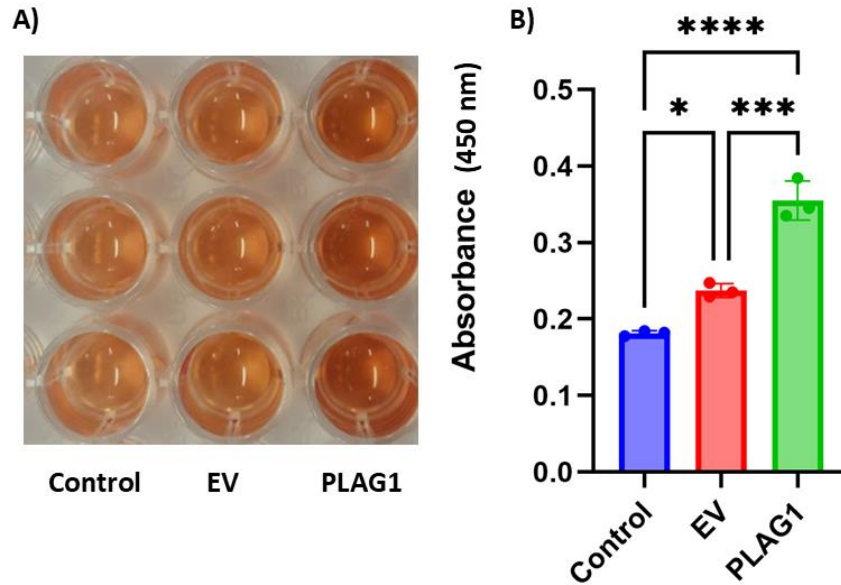 A)
Control EV PLAG1
B)
****
* ***
Absorbance (450 nm)
0.5
0.4
0.3
0.2
0.1
0.0
Control
EV
PLAG1